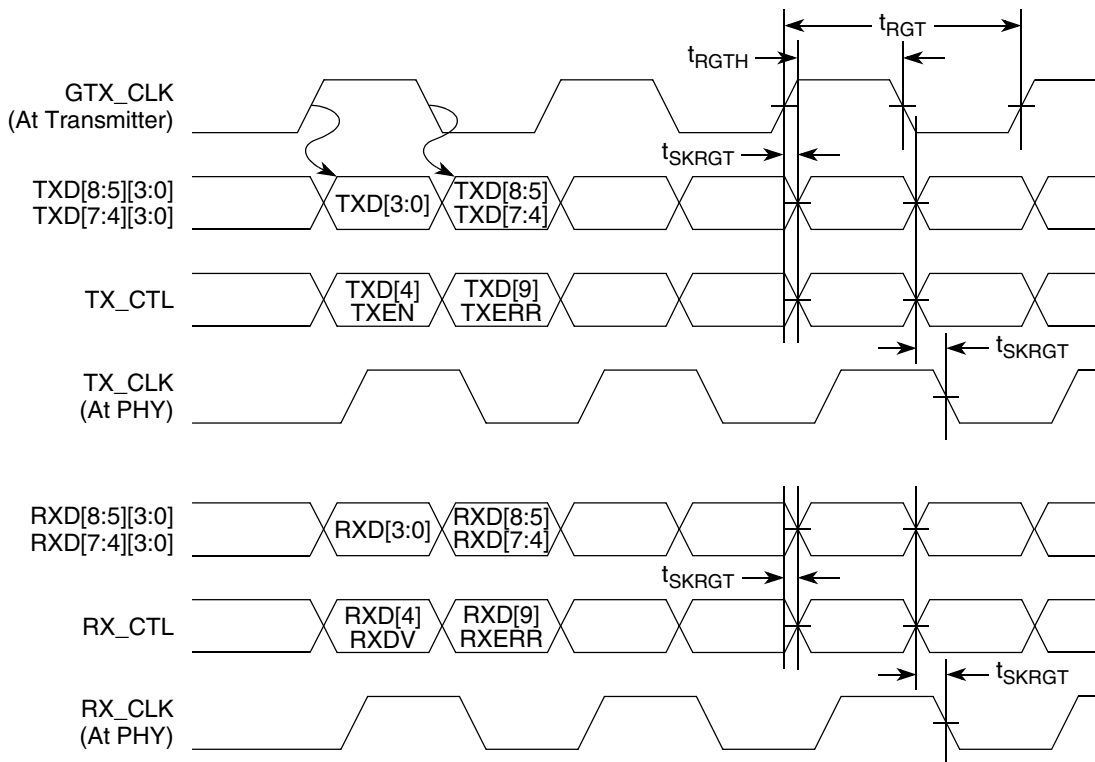 tRGT
tRGTH
GTX_CLK
(At Transmitter)
tSKRGT
TXD[8:5][3:0]
TXD[7:4][3:0]
TXD[3:0]
TXD[8:5]
TXD[7:4]
TX_CTL
TXD[4]
TXEN
TXD[9]
TXERR
tSKRGT
TX_CLK
(At PHY)
RXD[8:5][3:0]
RXD[7:4][3:0]
RXD[3:0]
RXD[8:5]
RXD[7:4]
tSKRGT
RX_CTL
RXD[4]
RXDV
RXD[9]
RXERR
tSKRGT
RX_CLK
(At PHY)